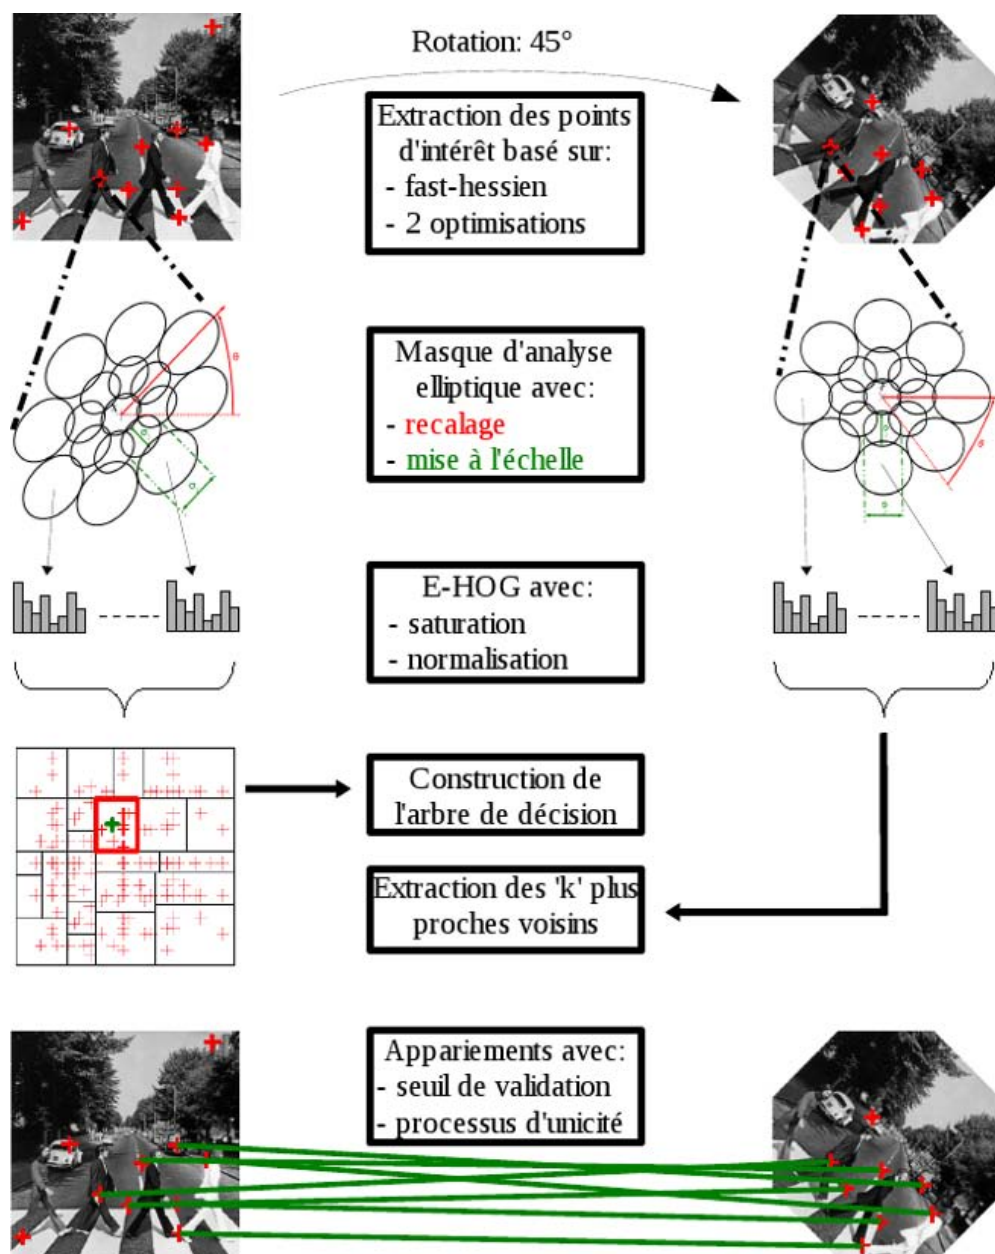 Rotation: 45°
Extraction des points
d'intérêt basé sur:
- fast-hessien
- 2 optimisations
Masque d'analyse
elliptique avec:
- recalage
- mise à l'échelle
θ
σ
σ
θ
E-HOG avec:
- saturation
- normalisation
Construction de
l'arbre de décision
Extraction des 'k' plus
proches voisins
Appariements avec:
- seuil de validation
- processus d'unicité